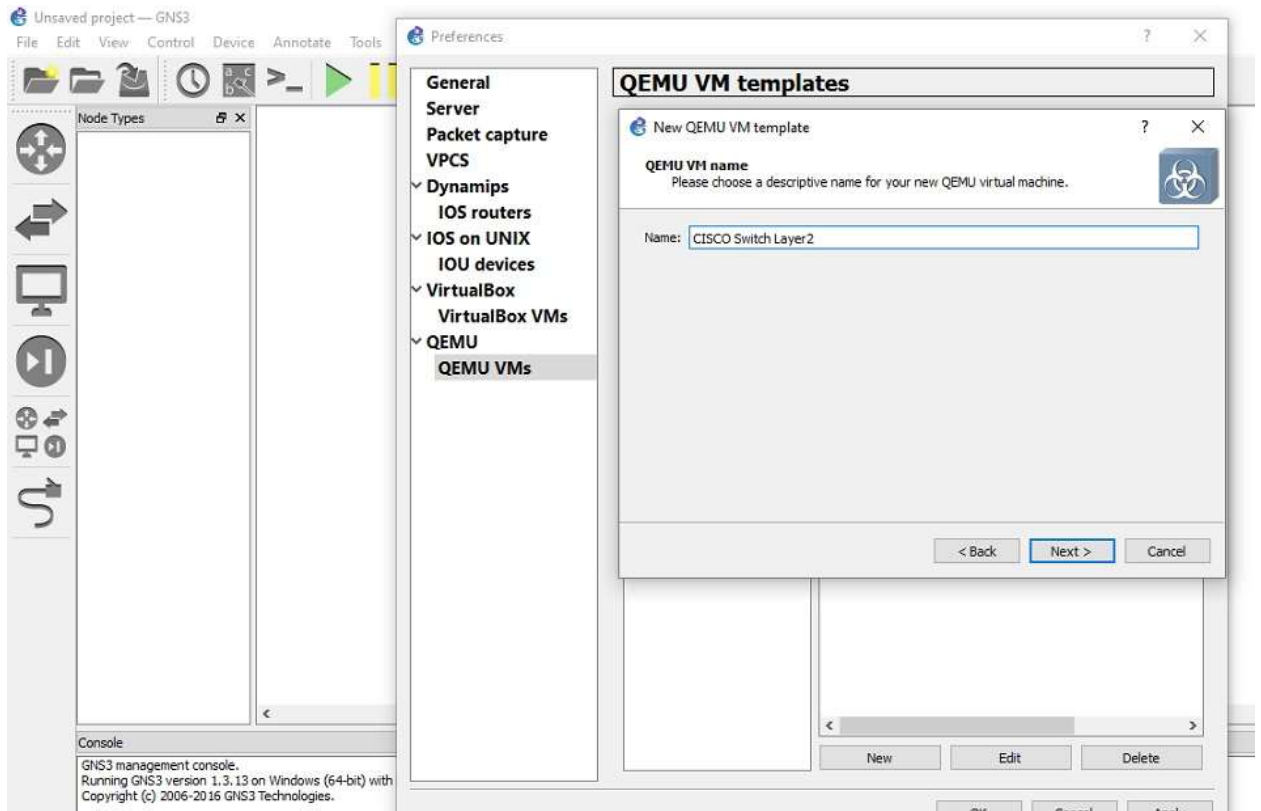 Unsaved project — GNS3
File Edit View Control Device Annotate Tools
Node Types
Console
GNS3 management console.
Running GNS3 version 1.3.13 on Windows (64-bit) with
Copyright (c) 2006-2016 GNS3 Technologies.
Preferences
General
Server
Packet capture
VPCS
Dynamips
IOS routers
IOS on UNIX
IOU devices
VirtualBox
VirtualBox VMs
QEMU
QEMU VMs
QEMU VM templates
New QEMU VM template
QEMU VM name
Please choose a descriptive name for your new QEMU virtual machine.
Name: CISCO Switch Layer2
< Back Next > Cancel
New Edit Delete